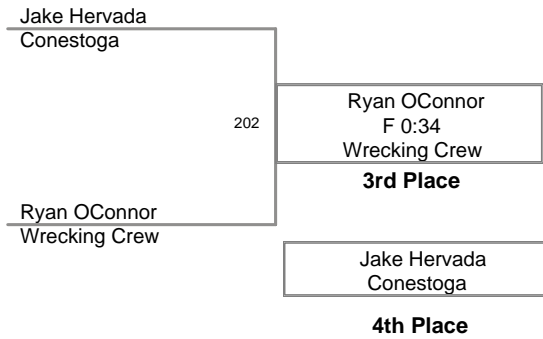 Jake Hervada
Conestoga
202
Ryan OConnor
F 0:34
Wrecking Crew
3rd Place
Ryan OConnor
Wrecking Crew
Jake Hervada
Conestoga
4th Place